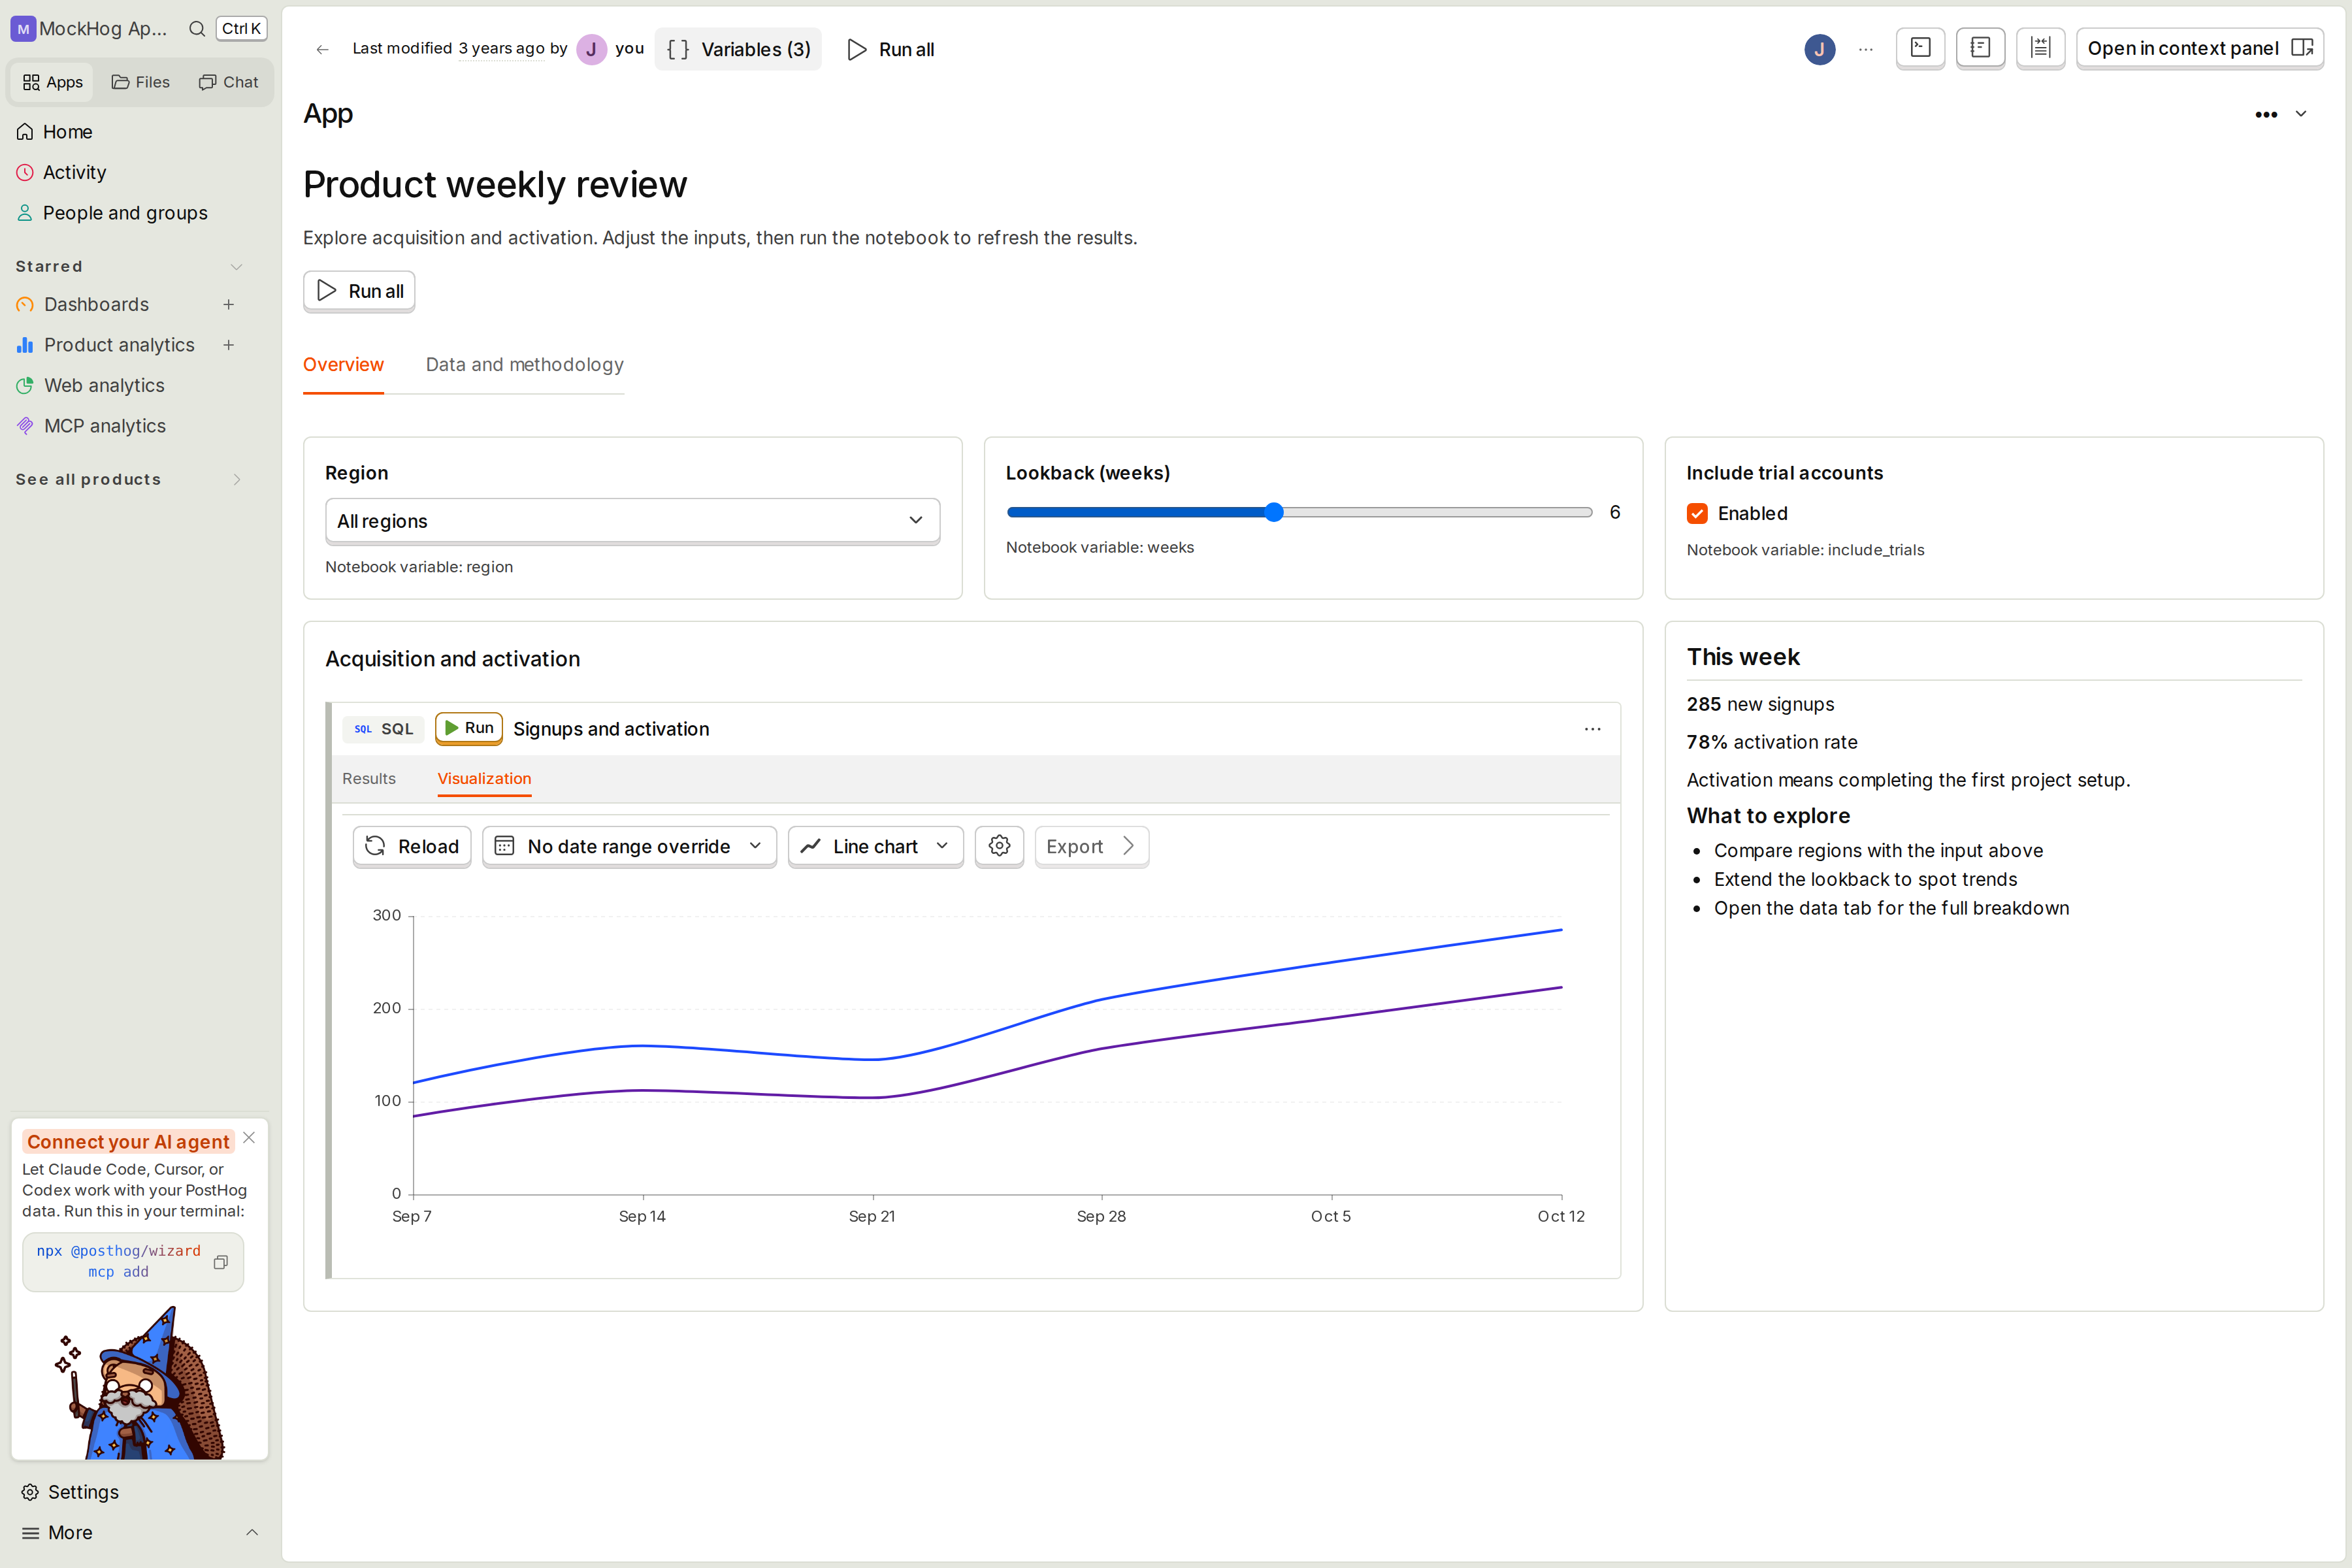 M MockHog Ap... Ctrl K
Apps Files Chat
Home
Activity
People and groups
Starred
Dashboards
Product analytics
Web analytics
MCP analytics
See all products
Connect your AI agent
Let Claude Code, Cursor, or
Codex work with your PostHog
data. Run this in your terminal:
npx @posthog/wizard
mcp add
Settings
More
Last modified 3 years ago by J you { } Variables (3) Run all
J ... Open in context panel
App
Product weekly review
Explore acquisition and activation. Adjust the inputs, then run the notebook to refresh the results.
Run all
Overview Data and methodology
Region
All regions
Notebook variable: region
Lookback (weeks)
6
Notebook variable: weeks
Include trial accounts
Enabled
Notebook variable: include_trials
Acquisition and activation
SQL SQL Run Signups and activation
Results Visualization
Reload No date range override Line chart Export
300
200
100
0
Sep 7 Sep 14 Sep 21 Sep 28 Oct 5 Oct 12
This week
285 new signups
78% activation rate
Activation means completing the first project setup.
What to explore
• Compare regions with the input above
• Extend the lookback to spot trends
• Open the data tab for the full breakdown